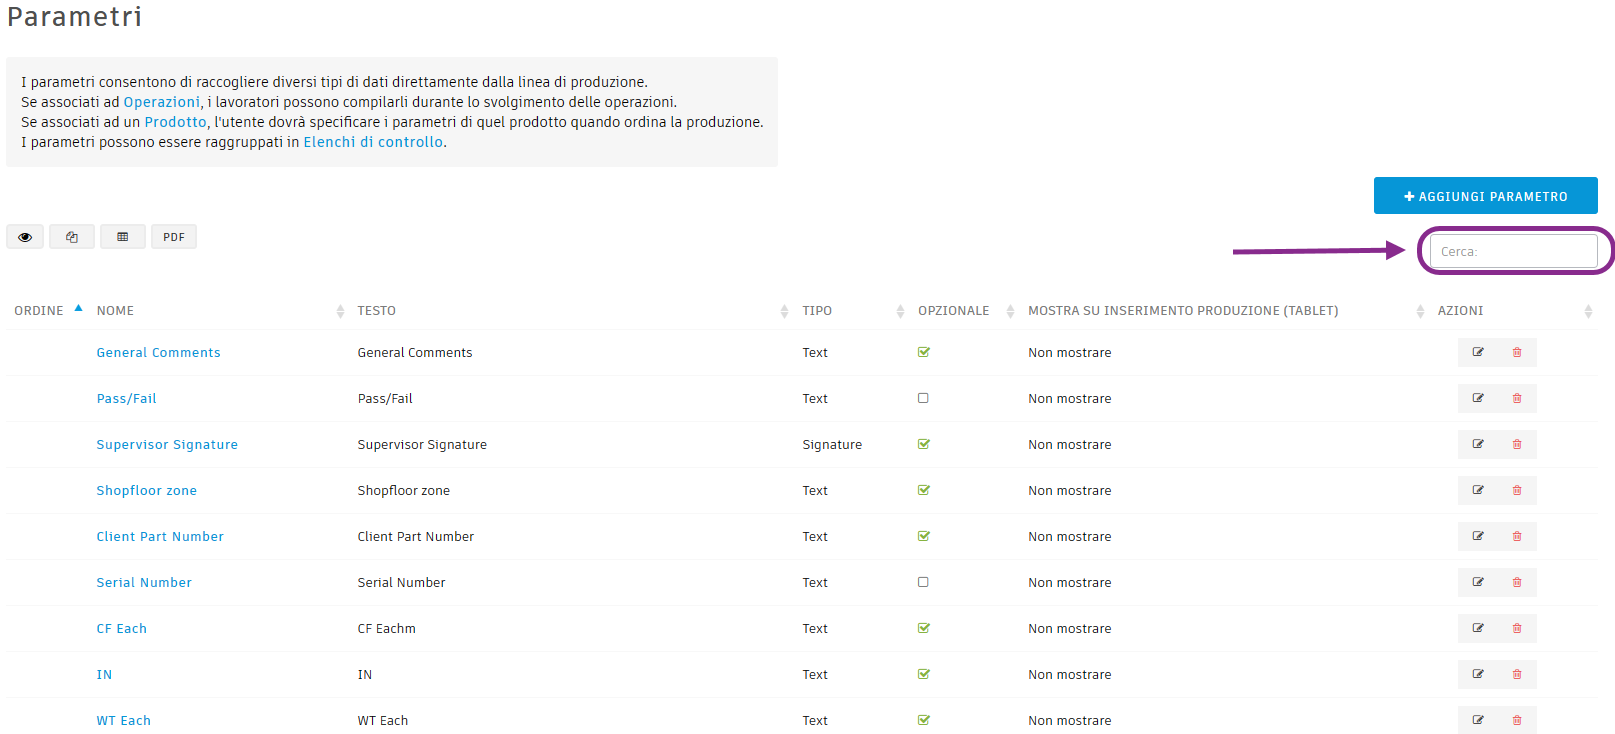 Parametri
I parametri consentono di raccogliere diversi tipi di dati direttamente dalla linea di produzione.
Se associati ad Operazioni, i lavoratori possono compilarli durante lo svolgimento delle operazioni.
Se associati ad un Prodotto, l'utente dovrà specificare i parametri di quel prodotto quando ordina la produzione.
I parametri possono essere raggruppati in Elenchi di controllo.
+ AGGIUNGI PARAMETRO
PDF
Cerca:
ORDINE NOME TESTO TIPO OPZIONALE MOSTRA SU INSERIMENTO PRODUZIONE (TABLET) AZIONI
General Comments General Comments Text Non mostrare
Pass/Fail Pass/Fail Text Non mostrare
Supervisor Signature Supervisor Signature Signature Non mostrare
Shopfloor zone Shopfloor zone Text Non mostrare
Client Part Number Client Part Number Text Non mostrare
Serial Number Serial Number Text Non mostrare
CF Each CF Eachm Text Non mostrare
IN IN Text Non mostrare
WT Each WT Each Text Non mostrare